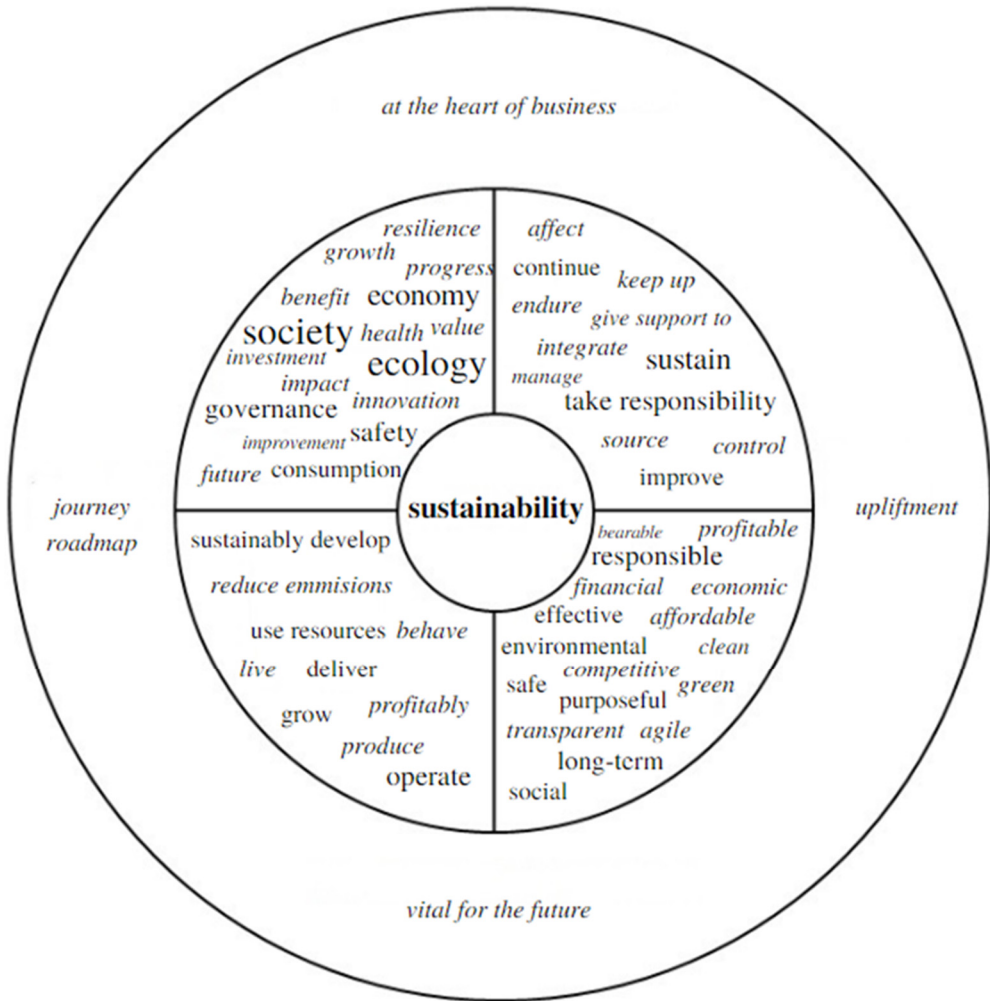 at the heart of business
resilience
growth
progress
benefit economy
society health value
investment ecology
impact
governance innovation
improvement safety
future consumption
affect
continue keep up
endure give support to
integrate sustain
manage
take responsibility
source control
improve
journey
roadmap
sustainability
upliftment
sustainably develop
reduce emmisions
use resources behave
live deliver
grow profitably
produce
operate
bearable profitable
responsible
financial economic
effective affordable
environmental clean
competitive
safe green
purposeful
transparent agile
long-term
social
vital for the future